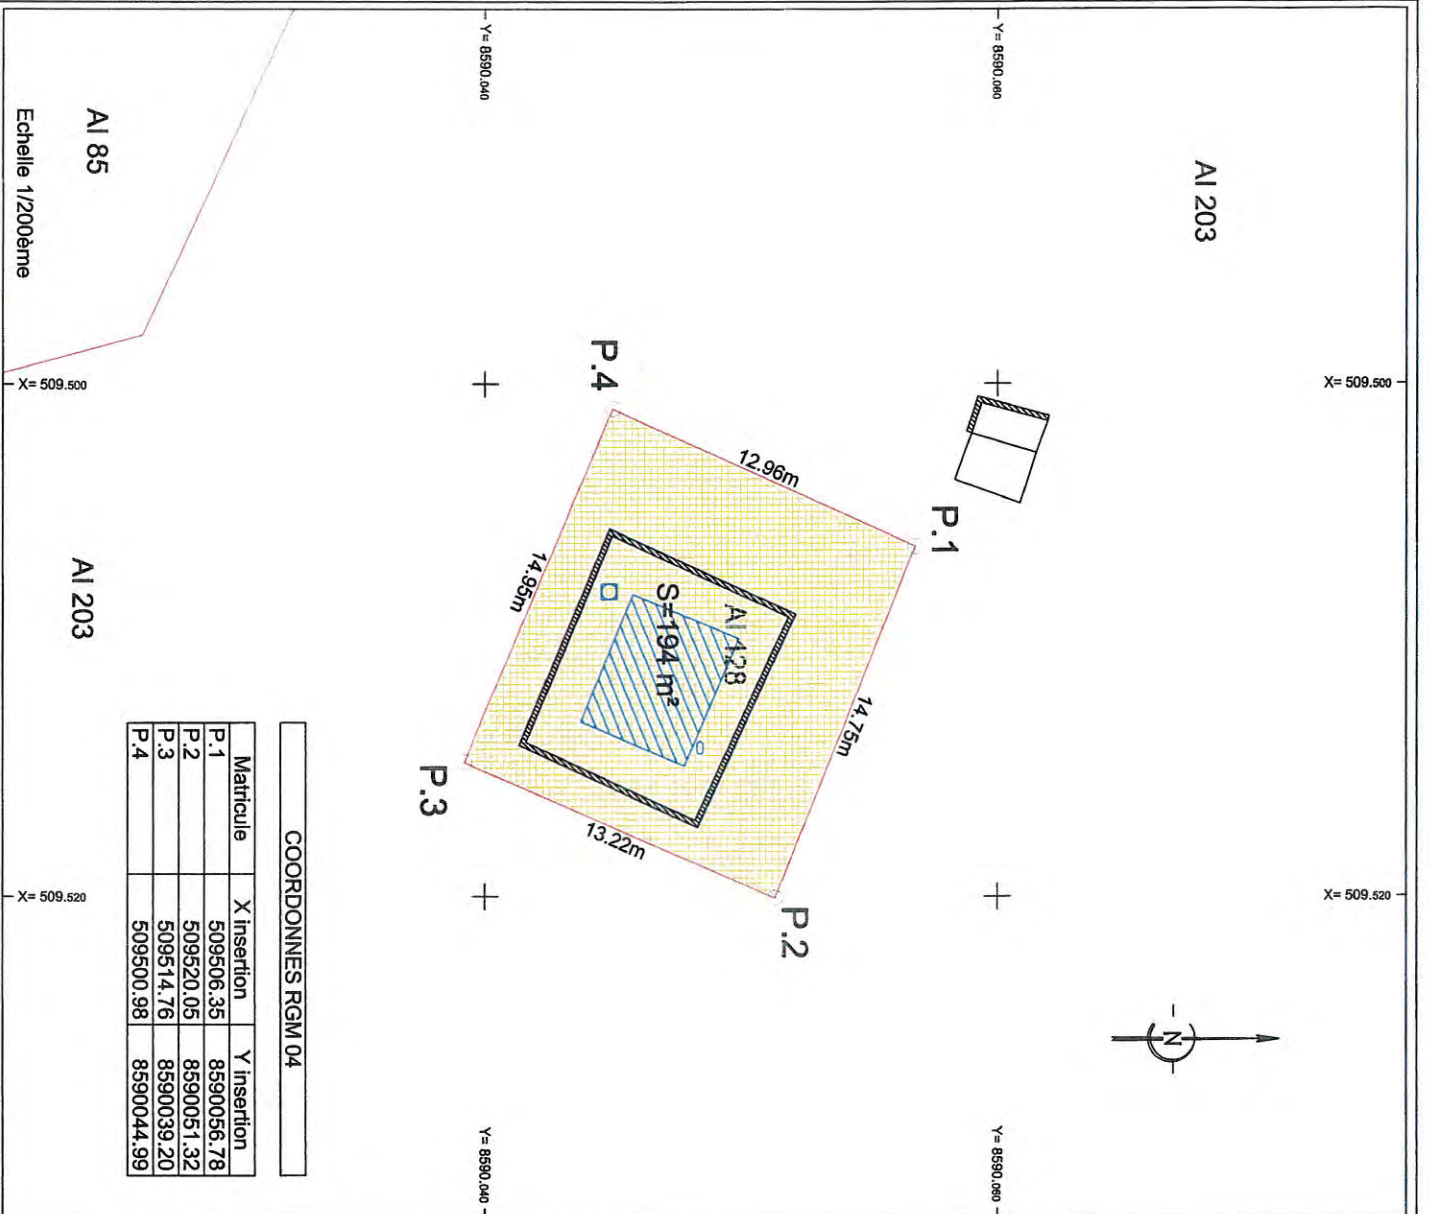 Y= 8590.060
Y= 8590.060
Y= 8590.040
Y= 8590.040
X= 509.500
X= 509.520
X= 509.500
X= 509.520
AI 203
N
P.1
P.2
P.3
P.4
12.96m
14.75m
13.22m
14.95m
AI 128
S=194 m²
AI 85
AI 203
Echelle 1/200ème
COORDONNES RGM 04
Matricule X insertion Y insertion
P.1 509506.35 8590056.78
P.2 509520.05 8590051.32
P.3 509514.76 8590039.20
P.4 509500.98 8590044.99